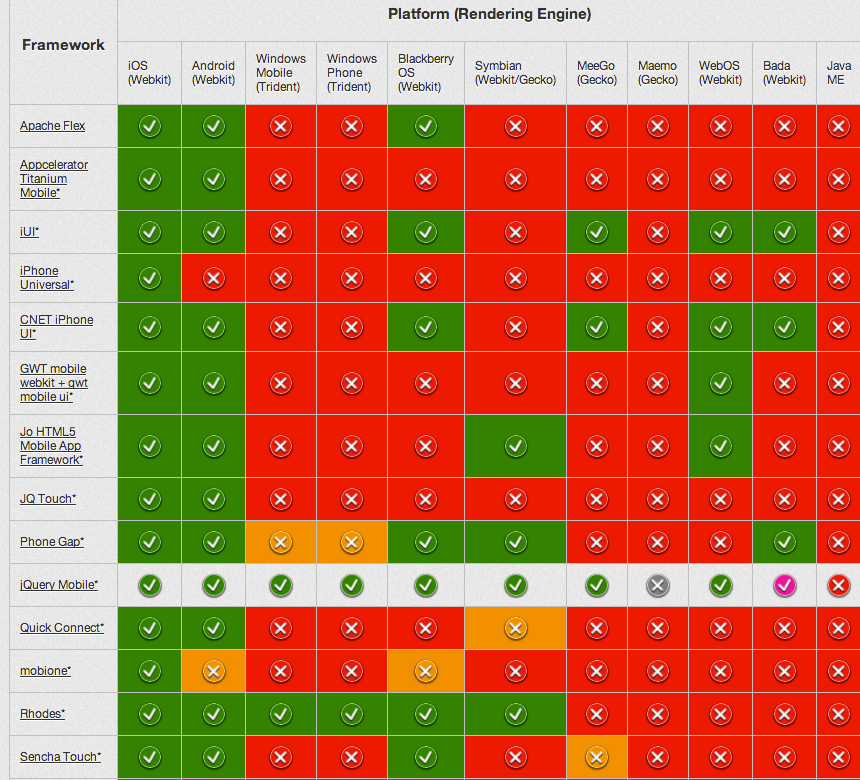 Platform (Rendering Engine)
Framework
iOS
(Webkit)
Android
(Webkit)
Windows
Mobile
(Trident)
Windows
Phone
(Trident)
Blackberry
OS
(Webkit)
Symbian
(Webkit/Gecko)
MeeGo
(Gecko)
Maemo
(Gecko)
WebOS
(Webkit)
Bada
(Webkit)
Java
ME
Apache Flex
Appcelerator
Titanium
Mobile*
iUI*
iPhone
Universal*
CNET iPhone
UI*
GWT mobile
webkit + gwt
mobile ui*
Jo HTML5
Mobile App
Framework*
JQ Touch*
Phone Gap*
jQuery Mobile*
Quick Connect*
mobione*
Rhodes*
Sencha Touch*